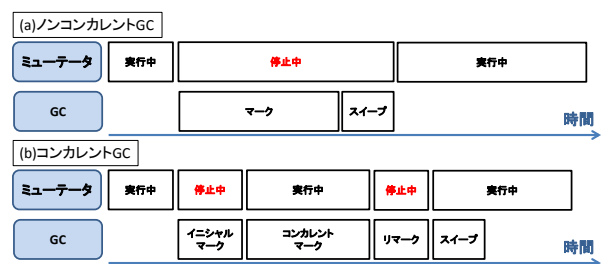 (a)ノンコンカレントGC
ミューテータ 実行中 停止中 実行中
GC マーク スイープ
時間
(b)コンカレントGC
ミューテータ 実行中 停止中 実行中 停止中 実行中
GC イニシャル マーク コンカレント マーク リマーク スイープ
時間